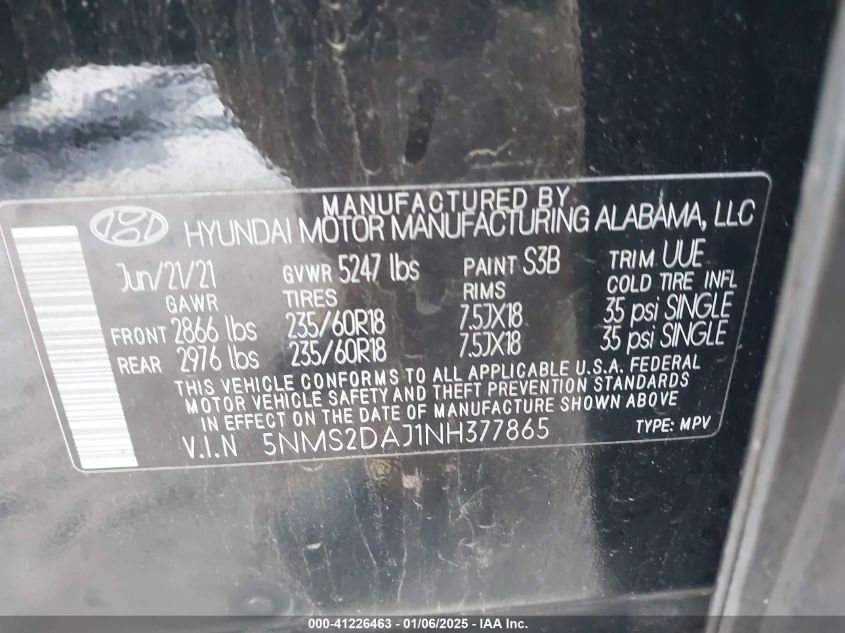 MANUFACTURED BY
HYUNDAI MOTOR MANUFACTURING ALABAMA, LLC
Jun/21/21 GVWR 5247 lbs PAINT S3B TRIM UUE
GAWR TIRES RIMS COLD TIRE INFL
FRONT 2866 lbs 235/60R18 7.5JX18 35 psi SINGLE
REAR 2976 lbs 235/60R18 7.5JX18 35 psi SINGLE
THIS VEHICLE CONFORMS TO ALL APPLICABLE U.S.A. FEDERAL
MOTOR VEHICLE SAFETY AND THEFT PREVENTION STANDARDS
IN EFFECT ON THE DATE OF MANUFACTURE SHOWN ABOVE.
V.I.N 5NMS2DAJ1NH377865 TYPE: MPV
000-41226463 - 01/06/2025 - IAA Inc.